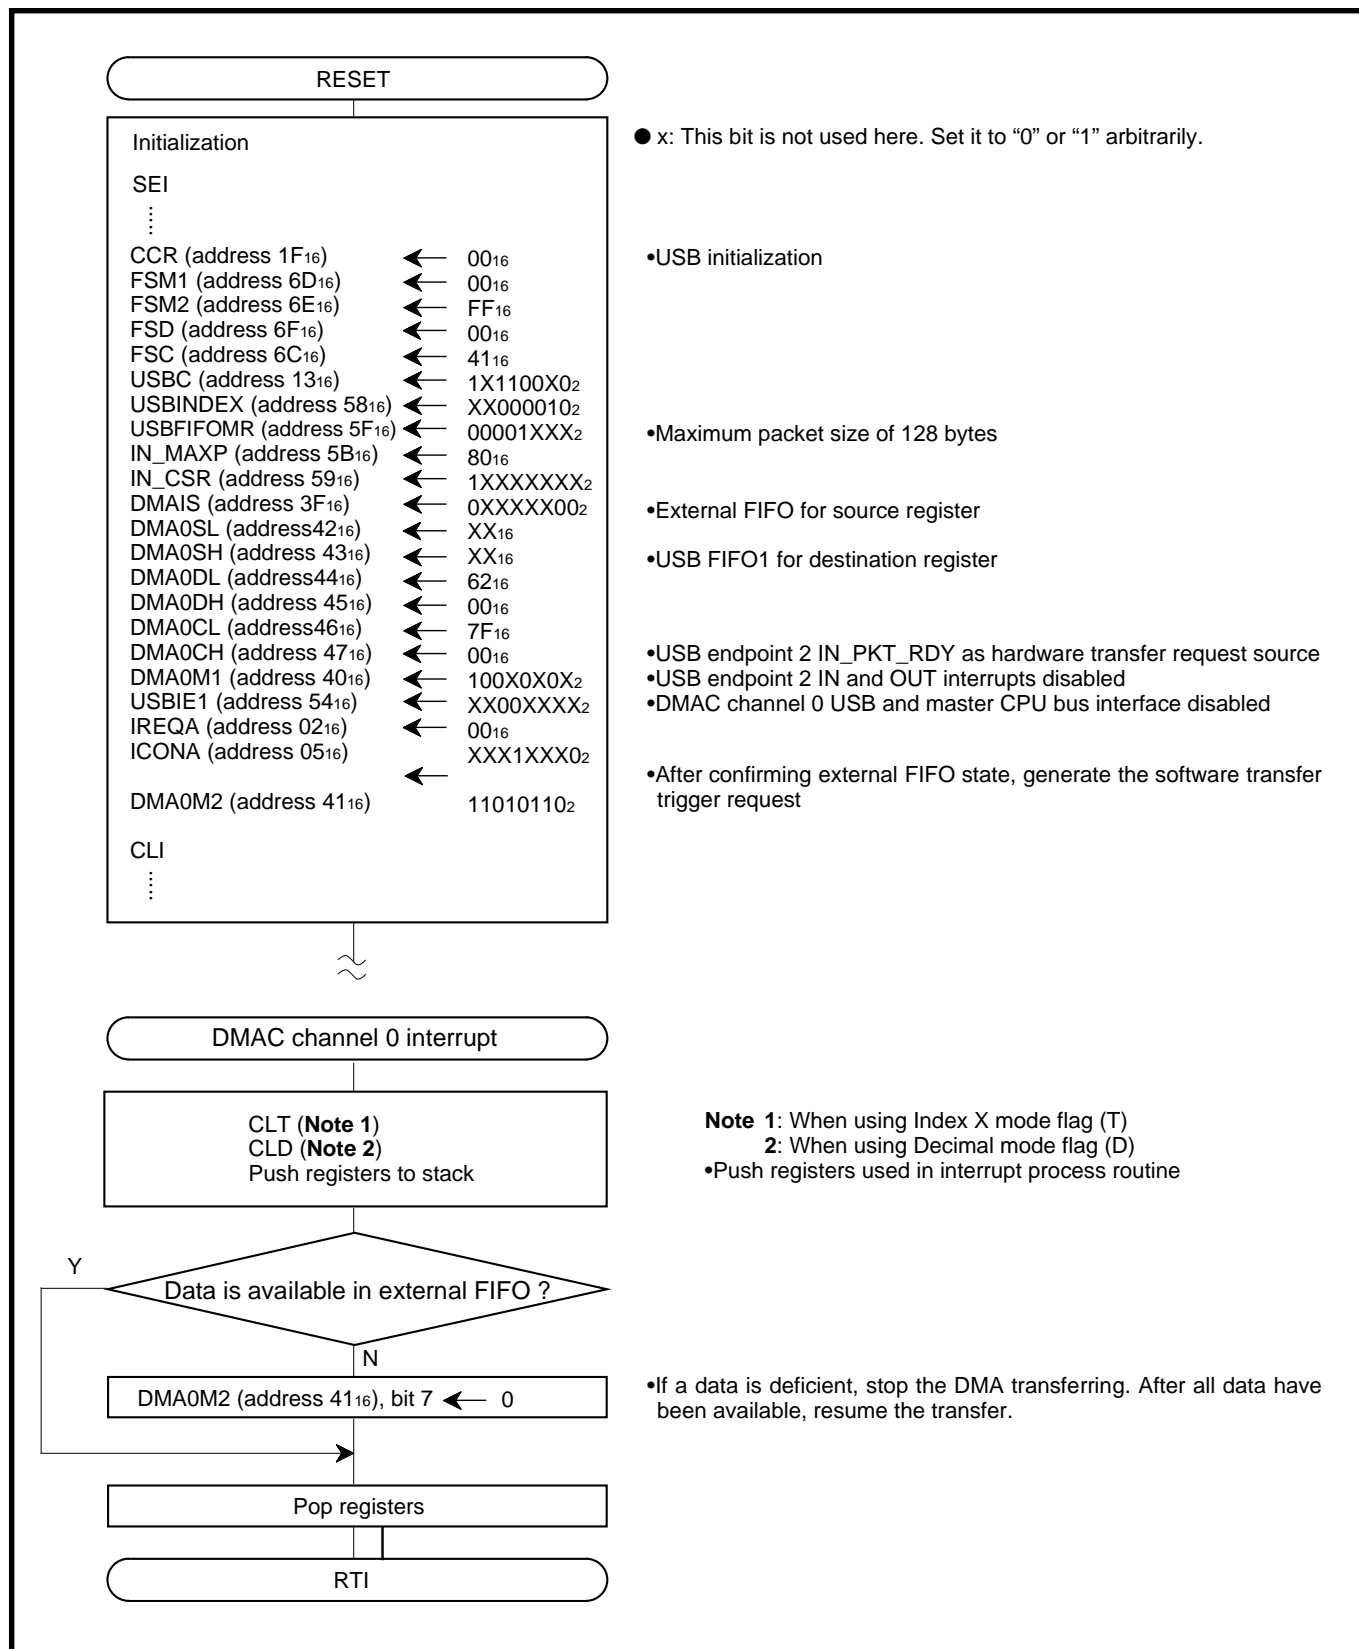 RESET
Initialization
● x: This bit is not used here. Set it to “0” or “1” arbitrarily.
SEI
CCR (address 1F16) 0016 •USB initialization
FSM1 (address 6D16) 0016
FSM2 (address 6E16) FF16
FSD (address 6F16) 0016
FSC (address 6C16) 4116
USBC (address 1316) 1X1100X02
USBINDEX (address 5816) XX0000102
USBFIFOMR (address 5F16) 00001XXX2 •Maximum packet size of 128 bytes
IN_MAXP (address 5B16) 8016
IN_CSR (address 5916) 1XXXXXXX2
DMAIS (address 3F16) 0XXXXX002 •External FIFO for source register
DMA0SL (address4216) XX16
DMA0SH (address 4316) XX16 •USB FIFO1 for destination register
DMA0DL (address4416) 6216
DMA0DH (address 4516) 0016
DMA0CL (address4616) 7F16
DMA0CH (address 4716) 0016 •USB endpoint 2 IN_PKT_RDY as hardware transfer request source
DMA0M1 (address 4016) 100X0X0X2 •USB endpoint 2 IN and OUT interrupts disabled
USBIE1 (address 5416) XX00XXXX2 •DMAC channel 0 USB and master CPU bus interface disabled
IREQA (address 0216) 0016
ICONA (address 0516) XXX1XXX02
•After confirming external FIFO state, generate the software transfer
DMA0M2 (address 4116) 110101102 trigger request
CLI
DMAC channel 0 interrupt
CLT (Note 1) Note 1: When using Index X mode flag (T)
CLD (Note 2) 2: When using Decimal mode flag (D)
Push registers to stack •Push registers used in interrupt process routine
Y
Data is available in external FIFO ?
N
DMA0M2 (address 4116), bit 7 0 •If a data is deficient, stop the DMA transferring. After all data have
been available, resume the transfer.
Pop registers
RTI